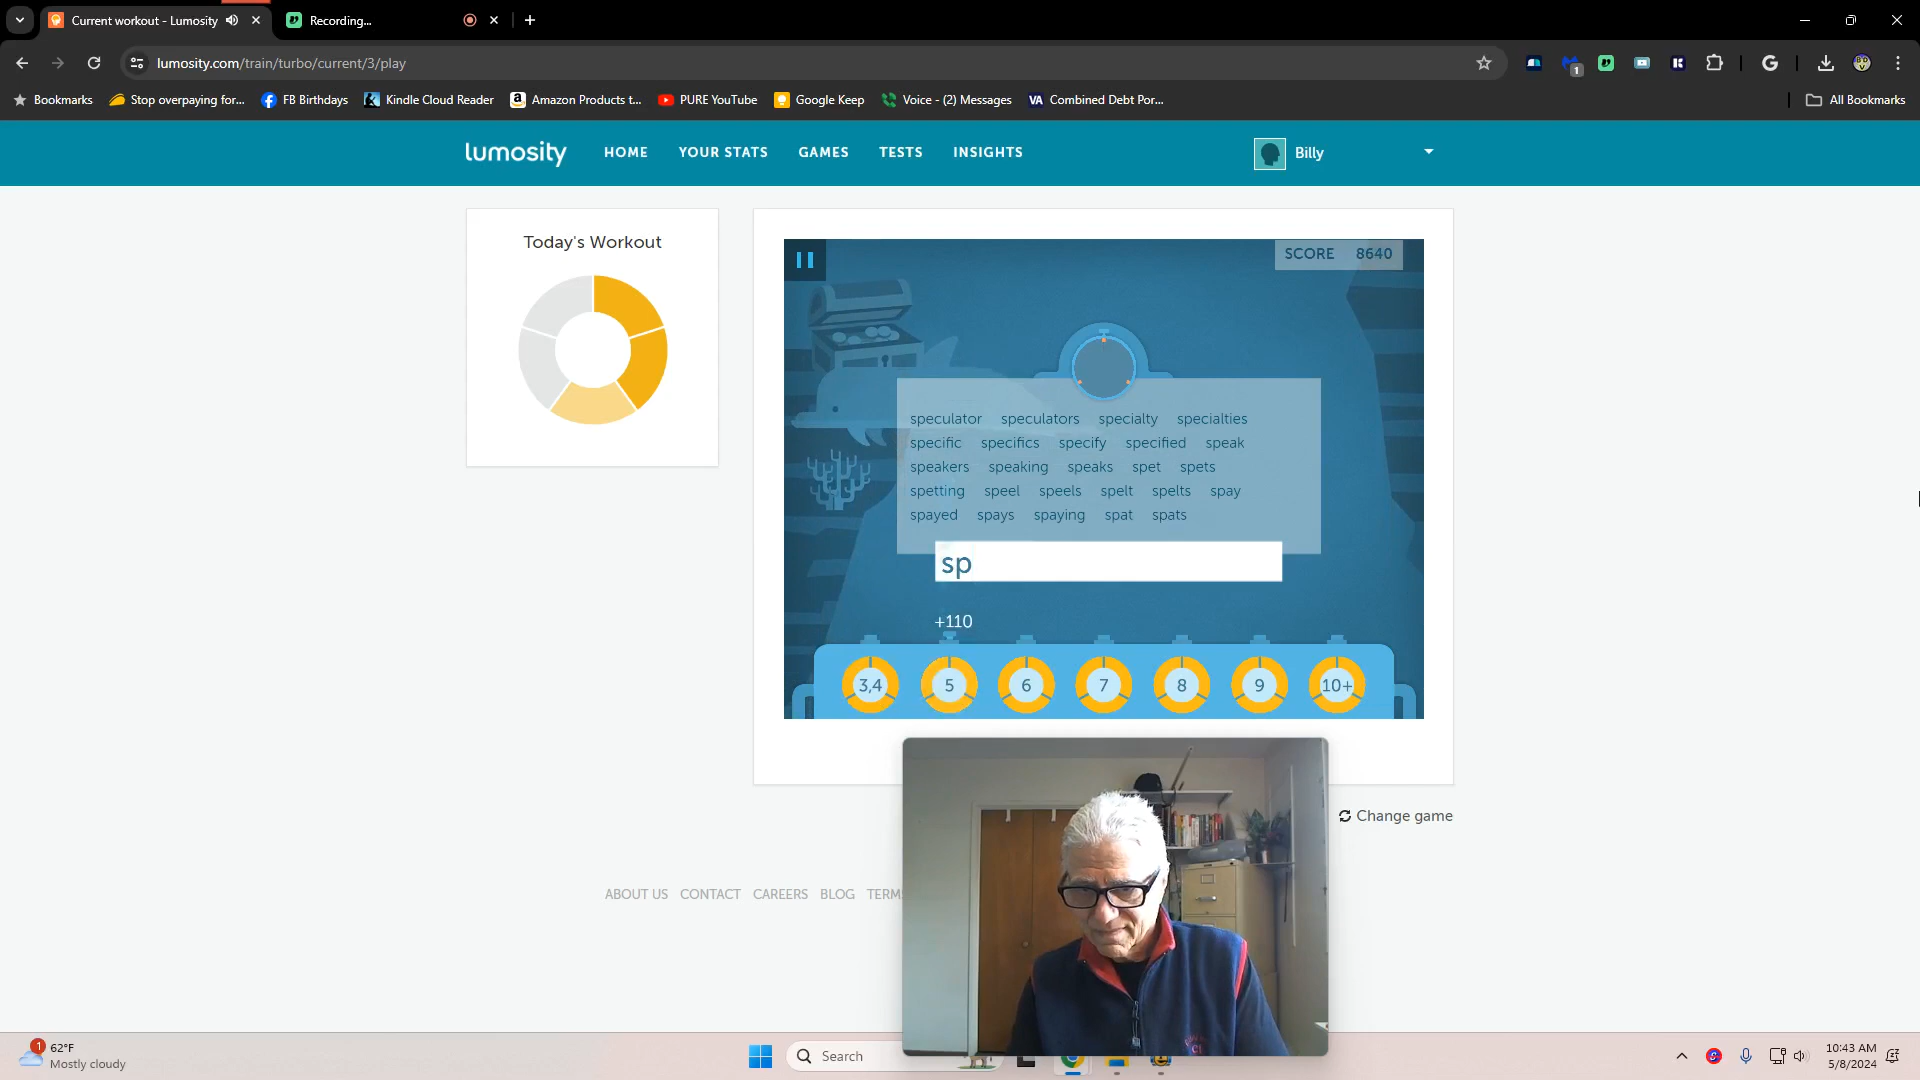 Current workout - Lumosity
Recording...
lumosity.com/train/turbo/current/3/play
1
Bookmarks
Stop overpaying for...
FB Birthdays
Kindle Cloud Reader
Amazon Products t...
PURE YouTube
Google Keep
Voice - (2) Messages
VA Combined Debt Por...
All Bookmarks
lumosity
HOME
YOUR STATS
GAMES
TESTS
INSIGHTS
Billy
Today's Workout
SCORE 8640
speculator speculators specialty specialties
specific specifics specify specified speak
speakers speaking speaks spet spets
spetting speel speels spelt spelts spay
spayed spays spaying spat spats
sp
+110
3,4 5 6 7 8 9 10+
Change game
ABOUT US CONTACT CAREERS BLOG TERMS
1
62°F
Mostly cloudy
Search
10:43 AM
5/8/2024